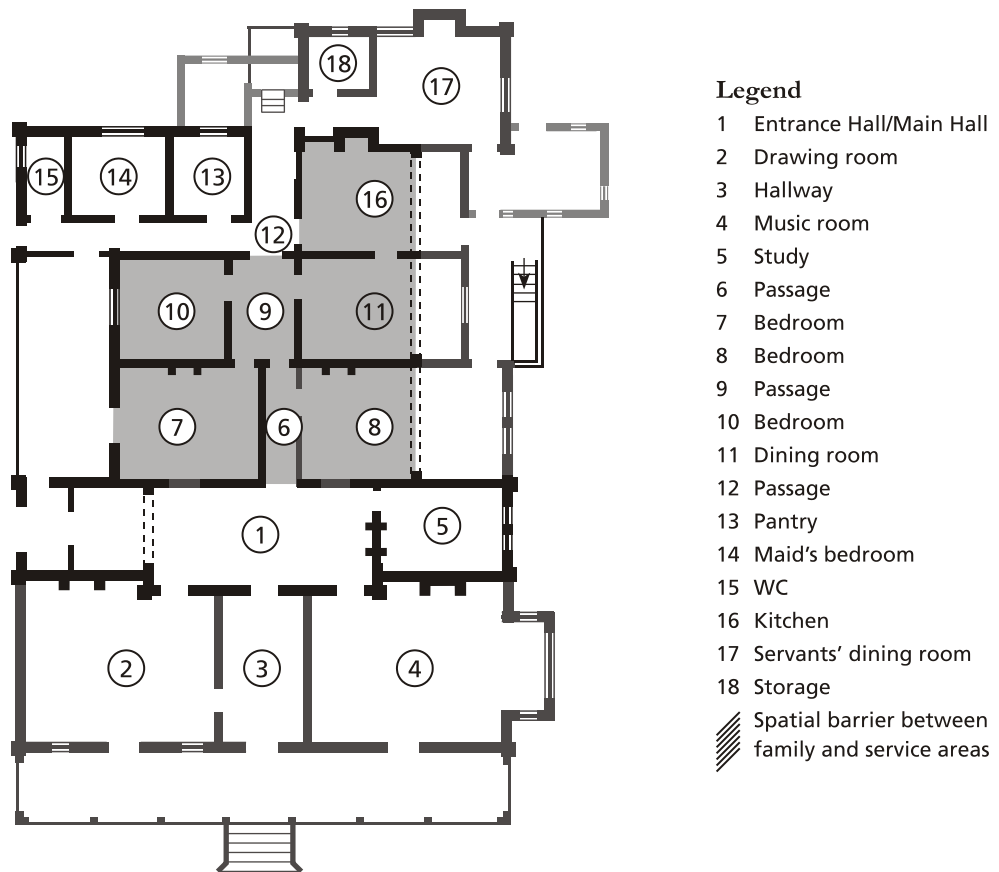 18
17
15
14
13
16
12
10
9
11
7
6
8
1
5
2
3
4
Legend
1 Entrance Hall/Main Hall
2 Drawing room
3 Hallway
4 Music room
5 Study
6 Passage
7 Bedroom
8 Bedroom
9 Passage
10 Bedroom
11 Dining room
12 Passage
13 Pantry
14 Maid’s bedroom
15 WC
16 Kitchen
17 Servants’ dining room
18 Storage
Spatial barrier between
family and service areas